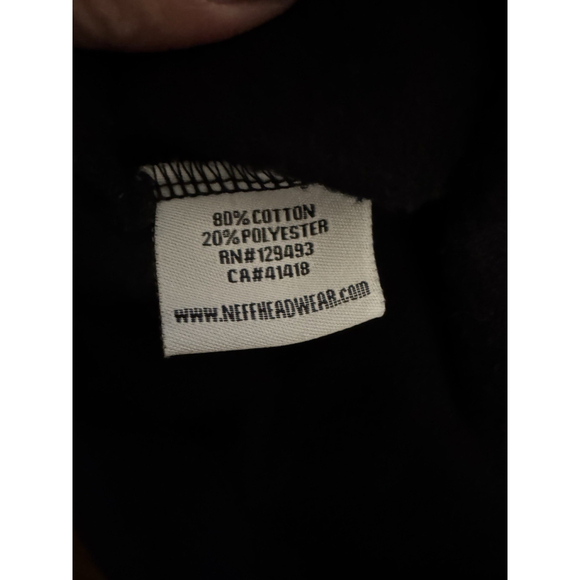 80% COTTON
20% POLYESTER
RN#129493
CA#41418
WWW.NEFFHEADWEAR.COM